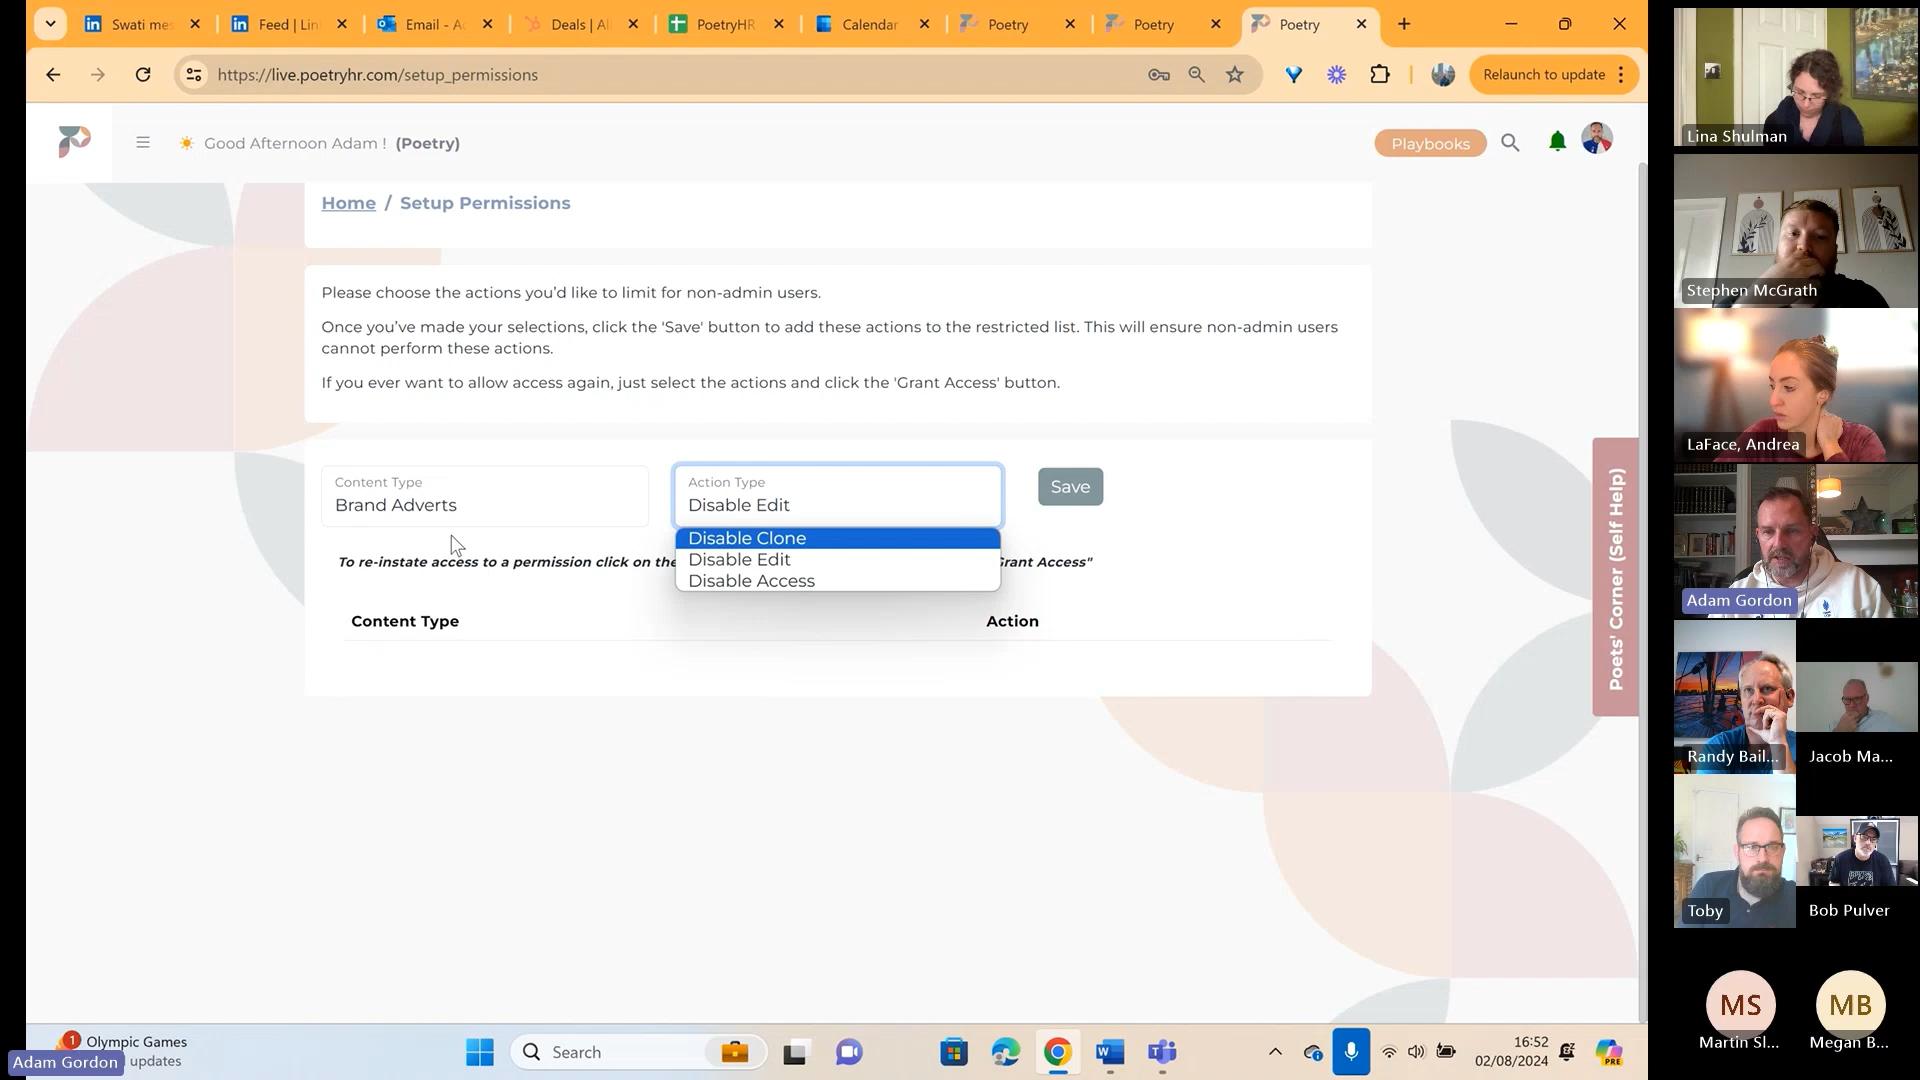 Swati mes
Feed | Lin
Email - A
Deals | Al
PoetryHR
Calendar
Poetry
Poetry
Poetry
https://live.poetryhr.com/setup_permissions
Relaunch to update
Good Afternoon Adam ! (Poetry)
Playbooks
Home / Setup Permissions
Please choose the actions you'd like to limit for non-admin users.
Once you've made your selections, click the 'Save' button to add these actions to the restricted list. This will ensure non-admin users
cannot perform these actions.
If you ever want to allow access again, just select the actions and click the 'Grant Access' button.
Content Type
Brand Adverts
Action Type
Disable Edit
Save
Disable Clone
Disable Edit
Disable Access
To re-instate access to a permission click on the
Grant Access"
Content Type
Action
Poets' Corner (Self Help)
Lina Shulman
Stephen McGrath
LaFace, Andrea
Adam Gordon
Randy Bail...
Jacob Ma...
Toby
Bob Pulver
MS
Martin Sl...
MB
Megan B...
1
Olympic Games
updates
Adam Gordon
Search
16:52
02/08/2024
PRE